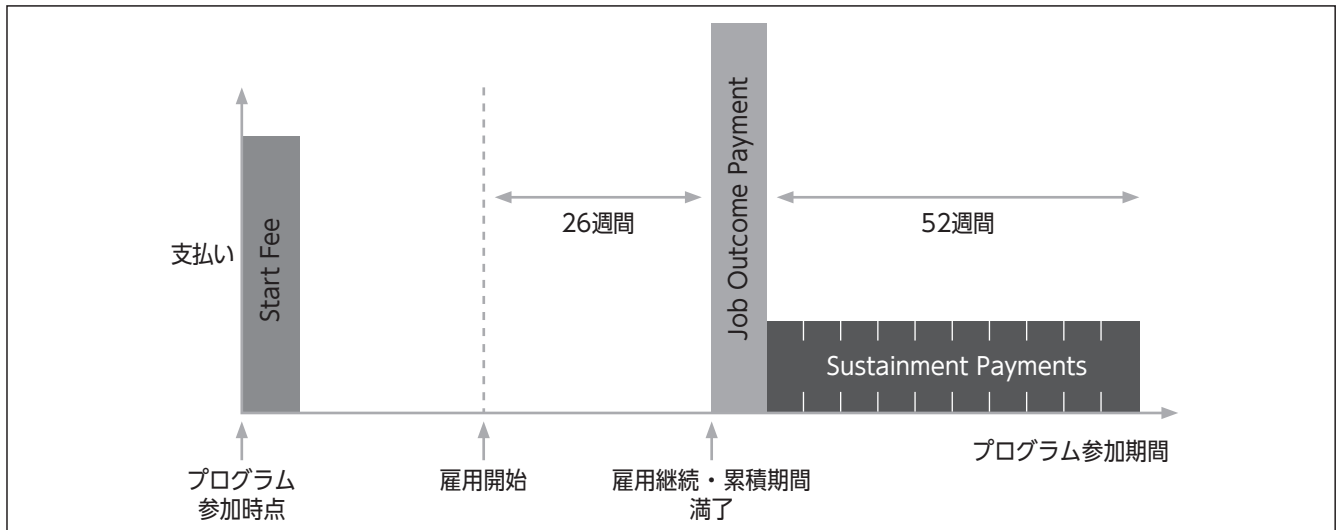 支払い
Start Fee
26週間
Job Outcome Payment
52週間
Sustainment Payments
プログラム参加期間
プログラム
参加時点
雇用開始
雇用継続・累積期間
満了